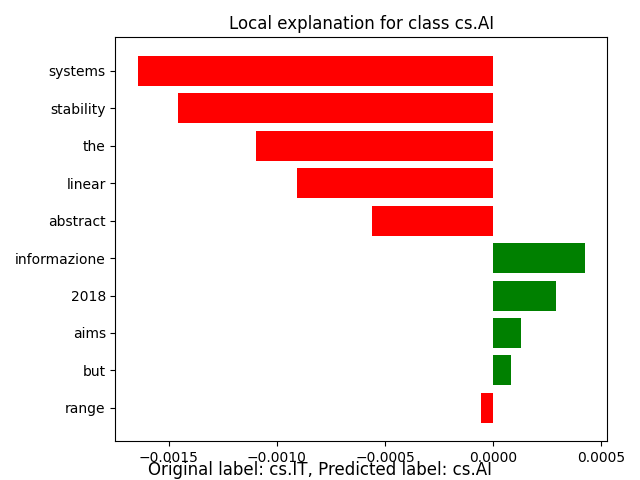 Local explanation for class cs.AI
systems
stability
the
linear
abstract
informazione
2018
aims
but
range
−0.0015 −0.0010 −0.0005 0.0000 0.0005
Original label: cs.IT, Predicted label: cs.AI